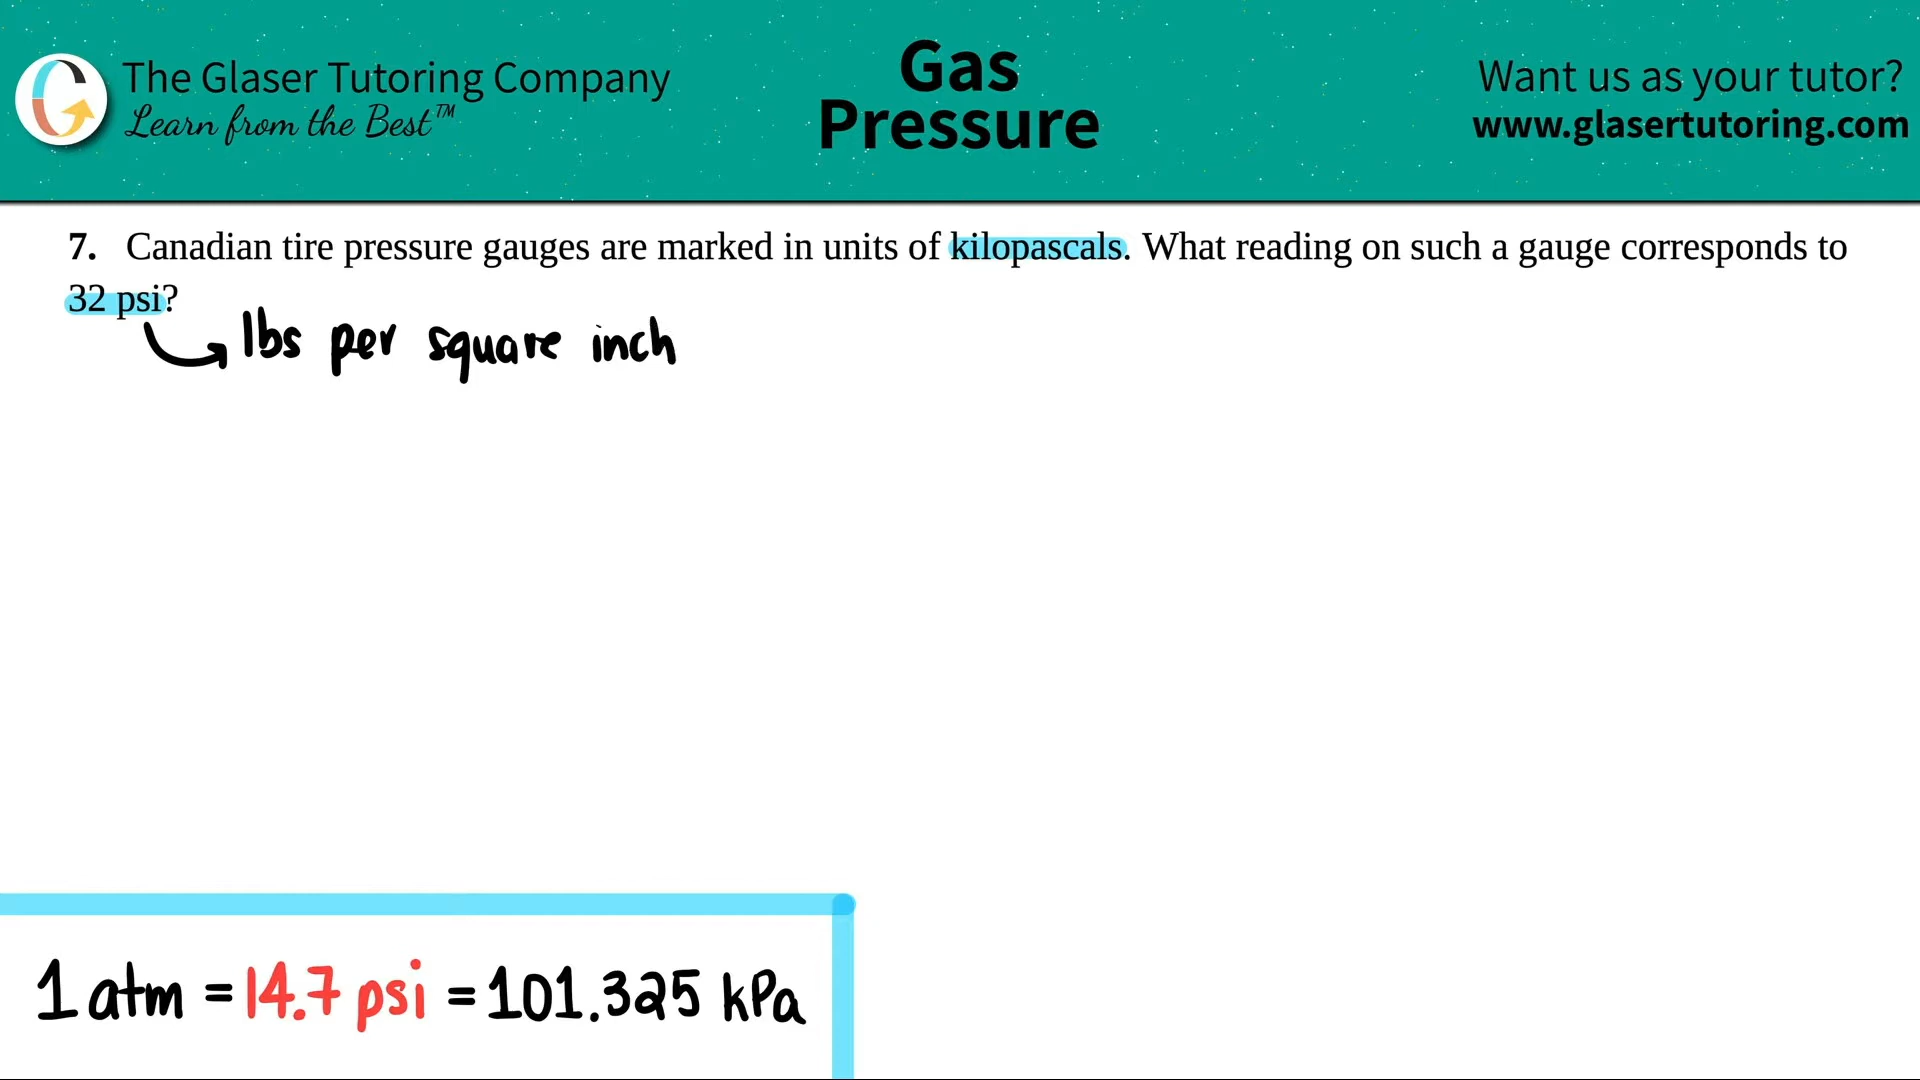 The Glaser Tutoring Company
Learn from the Best™
Gas
Pressure
Want us as your tutor?
www.glasertutoring.com
7. Canadian tire pressure gauges are marked in units of kilopascals. What reading on such a gauge corresponds to
32 psi?
lbs per square inch
1 atm = 14.7 psi = 101.325 kPa